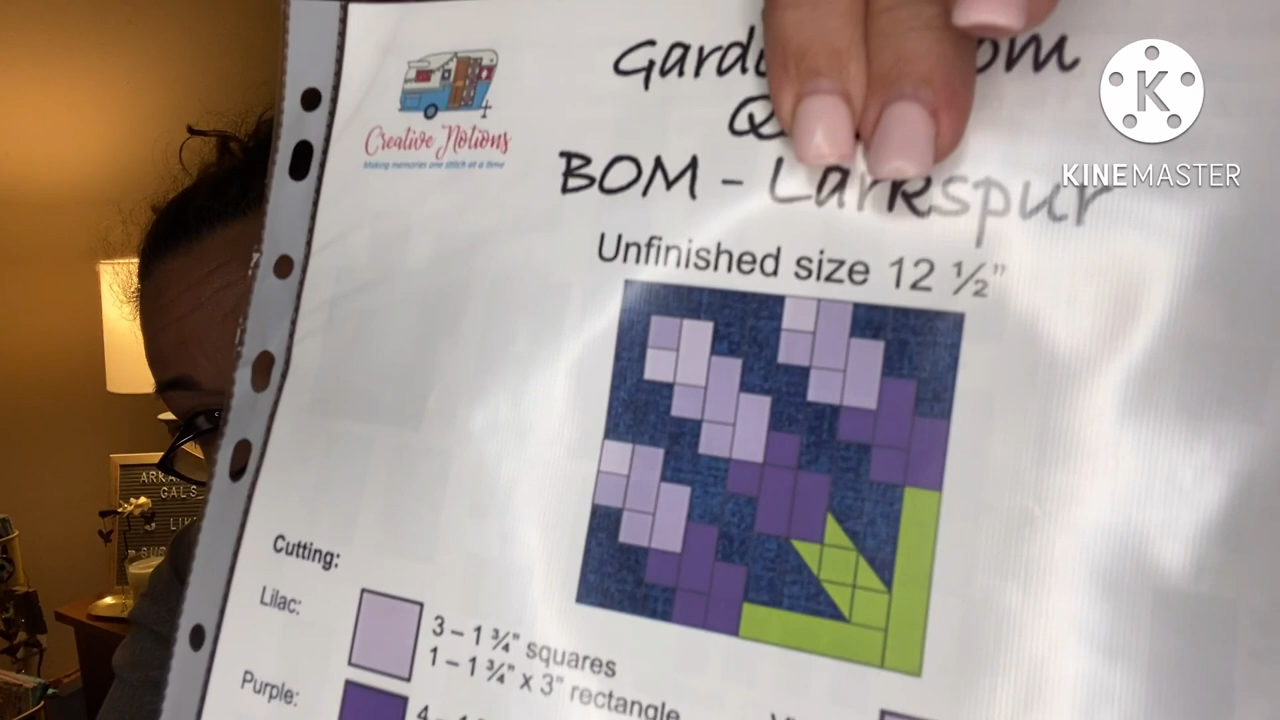 Creative Notions
Making memories one stitch at a time
BOM - Larkspur
Unfinished size 12 ½"
KINEMASTER
Cutting:
Lilac:
3 – 1 ¾" squares
1 – 1 ¾" x 3" rectangle
Purple:
GALS